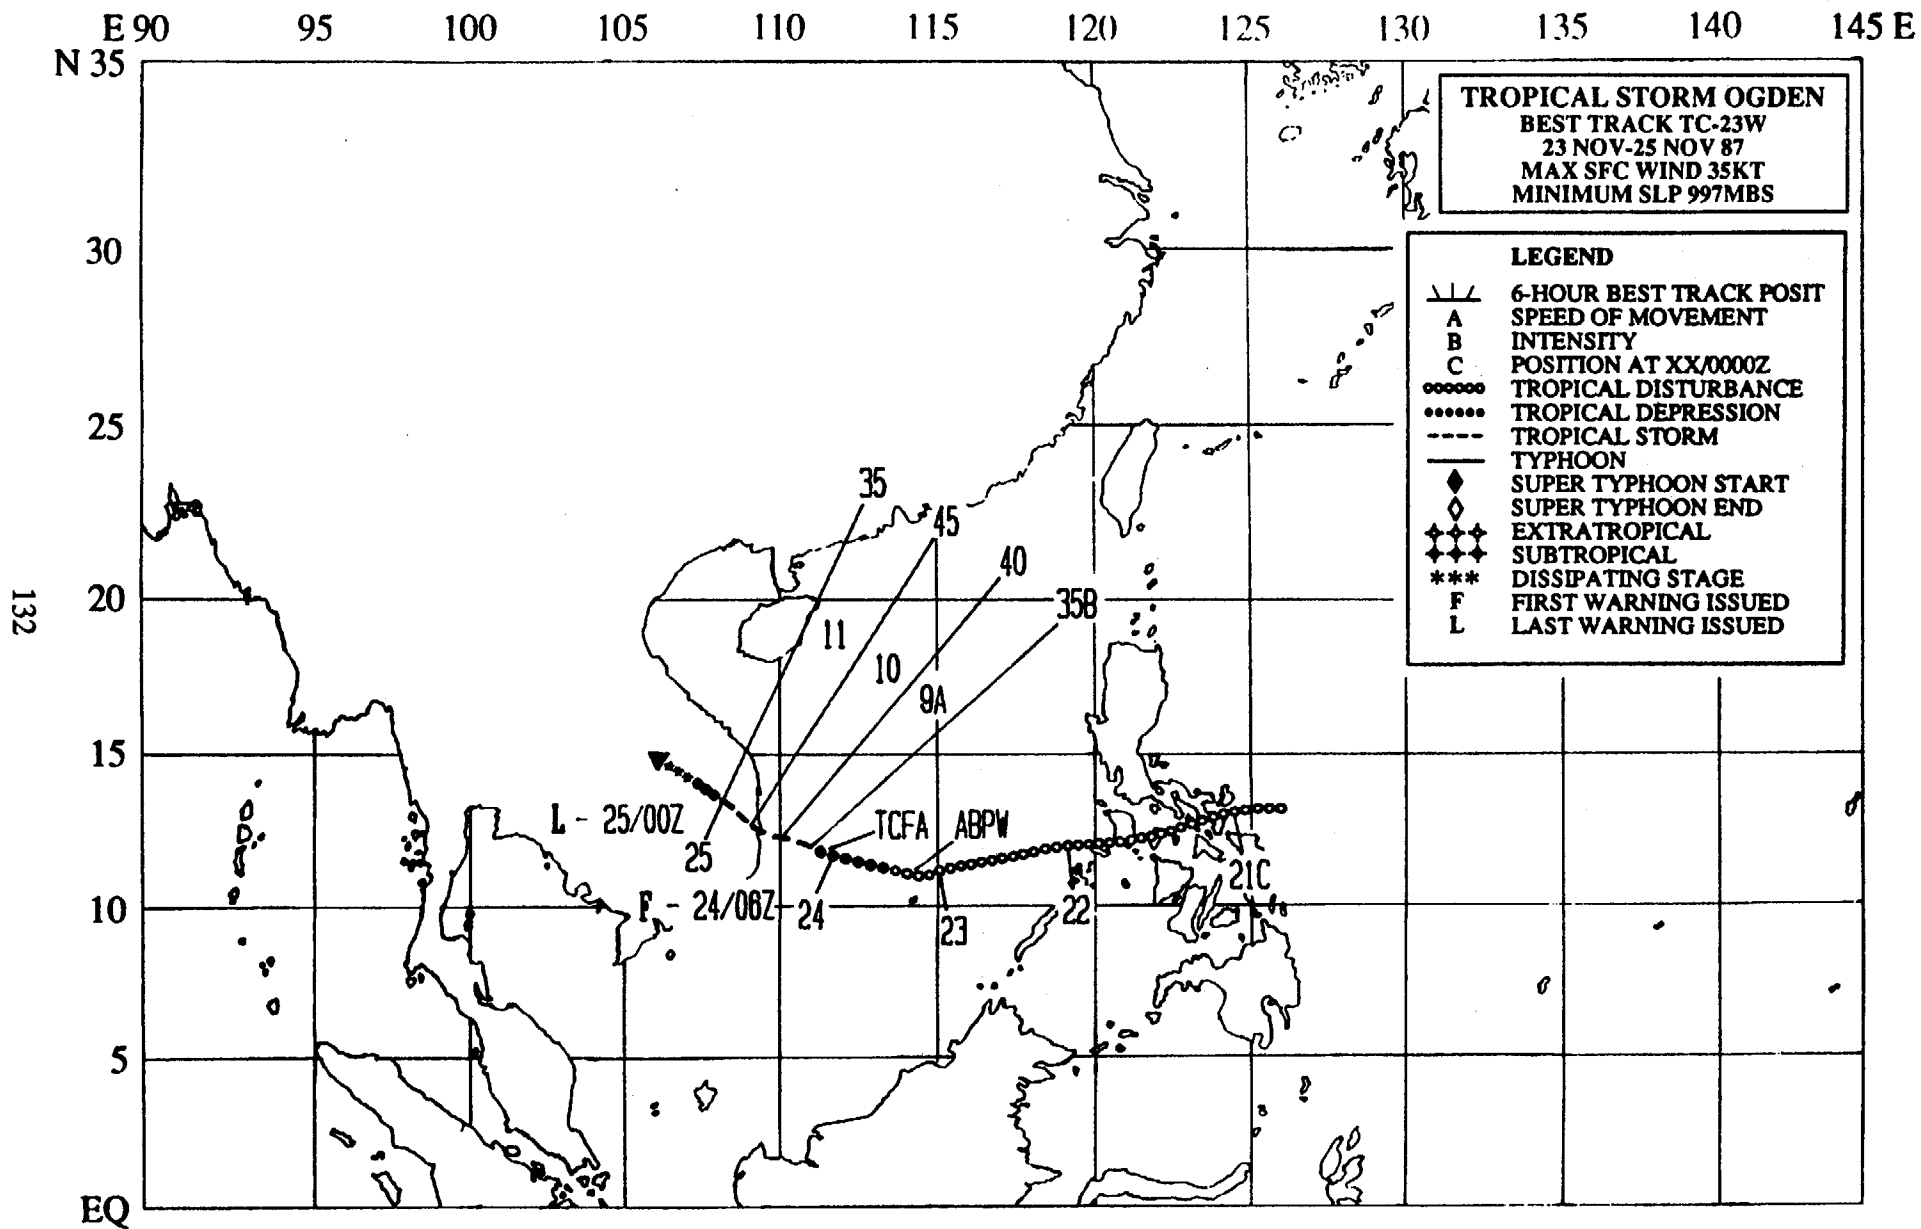 E 90 95 100 105 110 115 120 125 130 135 140 145 E
N 35
TROPICAL STORM OGDEN
BEST TRACK TC-23W
23 NOV-25 NOV 87
MAX SFC WIND 35KT
MINIMUM SLP 997MBS
30
LEGEND
6-HOUR BEST TRACK POSIT
A SPEED OF MOVEMENT
B INTENSITY
C POSITION AT XX/0000Z
TROPICAL DISTURBANCE
TROPICAL DEPRESSION
TROPICAL STORM
TYPHOON
SUPER TYPHOON START
SUPER TYPHOON END
EXTRATROPICAL
SUBTROPICAL
*** DISSIPATING STAGE
F FIRST WARNING ISSUED
L LAST WARNING ISSUED
25
35
45
40
20
35B
132
11
10
9A
15
L - 25/00Z
TCFA ABPW
25
21C
F - 24/06Z
24
22
23
10
5
EQ